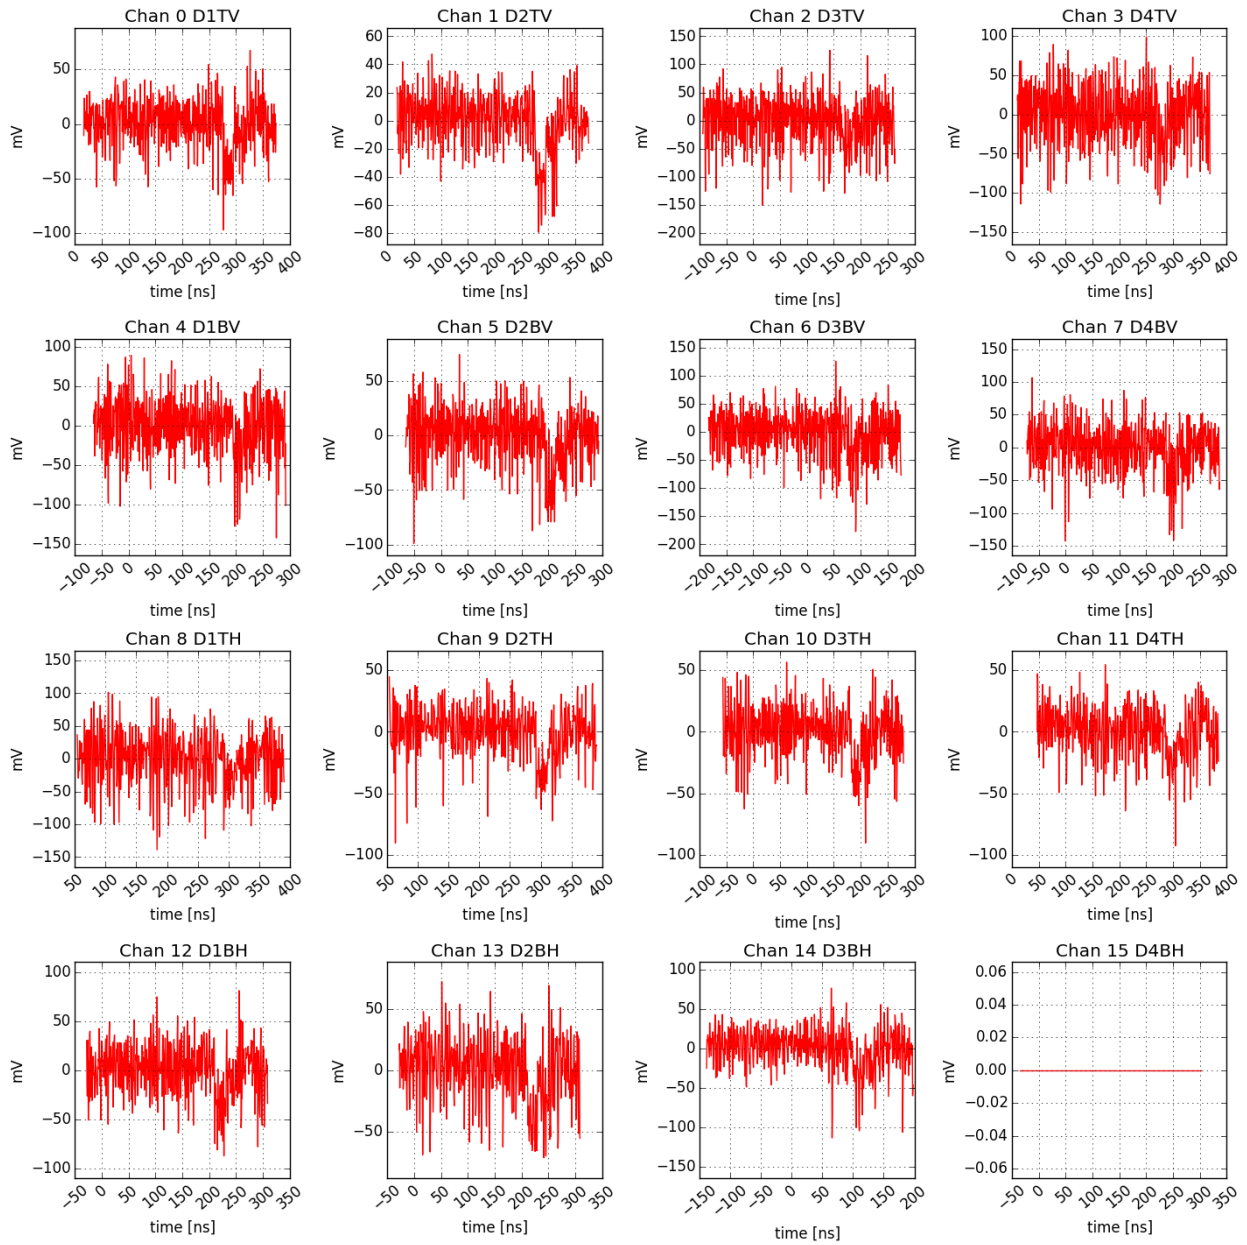 Chan 0 D1TV
mV
50
0
−50
−100
0 50 100 150 200 250 300 350 400
time [ns]
Chan 1 D2TV
mV
60
40
20
0
−20
−40
−60
−80
0 50 100 150 200 250 300 350 400
time [ns]
Chan 2 D3TV
mV
150
100
50
0
−50
−100
−150
−200
−100 −50 0 50 100 150 200 250 300
time [ns]
Chan 3 D4TV
mV
100
50
0
−50
−100
−150
0 50 100 150 200 250 300 350 400
time [ns]
Chan 4 D1BV
mV
100
50
0
−50
−100
−150
−100 −50 0 50 100 150 200 250 300
time [ns]
Chan 5 D2BV
mV
50
0
−50
−100
−100 −50 0 50 100 150 200 250 300
time [ns]
Chan 6 D3BV
mV
150
100
50
0
−50
−100
−150
−200
−200 −150 −100 −50 0 50 100 150 200
time [ns]
Chan 7 D4BV
mV
150
100
50
0
−50
−100
−150
−100 −50 0 50 100 150 200 250 300
time [ns]
Chan 8 D1TH
mV
150
100
50
0
−50
−100
−150
50 100 150 200 250 300 350 400
time [ns]
Chan 9 D2TH
mV
50
0
−50
−100
50 100 150 200 250 300 350 400
time [ns]
Chan 10 D3TH
mV
50
0
−50
−100
−100 −50 0 50 100 150 200 250 300
time [ns]
Chan 11 D4TH
mV
50
0
−50
−100
0 50 100 150 200 250 300 350 400
time [ns]
Chan 12 D1BH
mV
100
50
0
−50
−100
−50 0 50 100 150 200 250 300 350
time [ns]
Chan 13 D2BH
mV
50
0
−50
−50 0 50 100 150 200 250 300 350
time [ns]
Chan 14 D3BH
mV
100
50
0
−50
−100
−150
−150 −100 −50 0 50 100 150 200
time [ns]
Chan 15 D4BH
mV
0.06
0.04
0.02
0.00
−0.02
−0.04
−0.06
−50 0 50 100 150 200 250 300 350
time [ns]